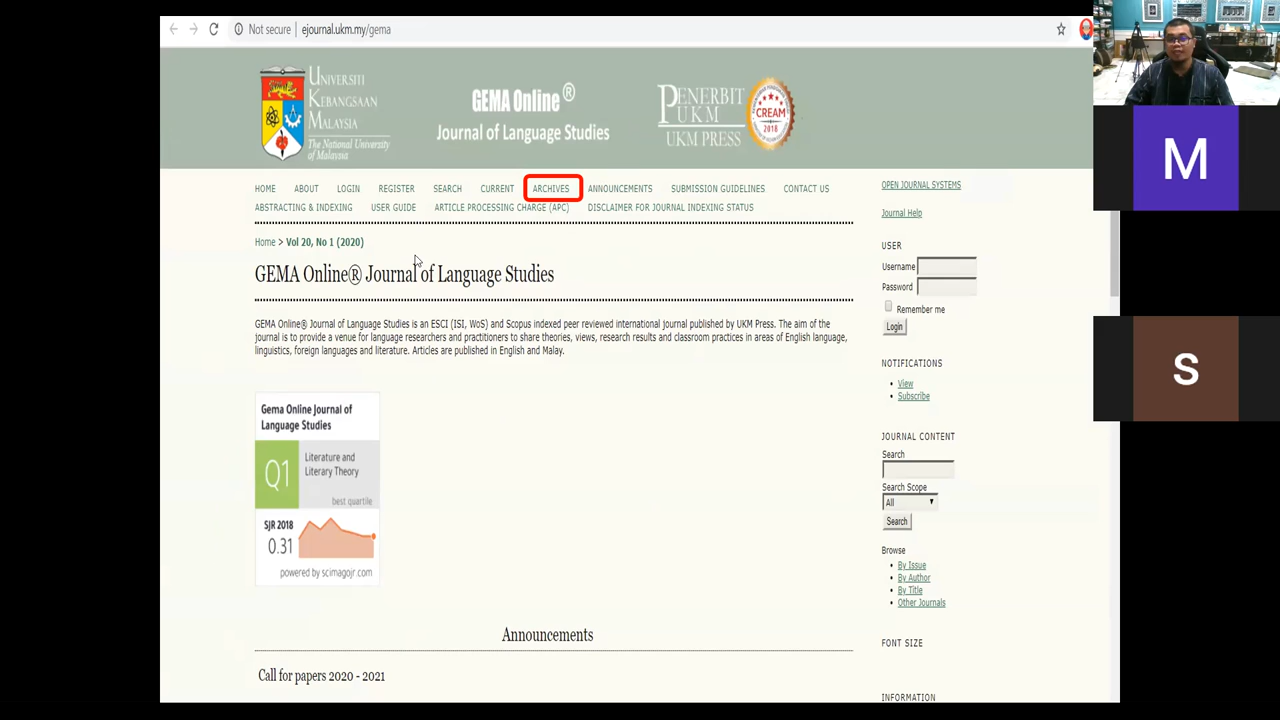 Not secure | ejournal.ukm.my/gema
UNIVERSITI
KEBANGSAAN
MALAYSIA
The National University
of Malaysia
GEMA Online®
Journal of Language Studies
PENERBIT
UKM
UKM PRESS
CREAM
2018
HOME ABOUT LOGIN REGISTER SEARCH CURRENT ARCHIVES ANNOUNCEMENTS SUBMISSION GUIDELINES CONTACT US
ABSTRACTING & INDEXING USER GUIDE ARTICLE PROCESSING CHARGE (APC) DISCLAIMER FOR JOURNAL INDEXING STATUS
Home > Vol 20, No 1 (2020)
GEMA Online® Journal of Language Studies
GEMA Online® Journal of Language Studies is an ESCI (ISI, WoS) and Scopus indexed peer reviewed international journal published by UKM Press. The aim of the
journal is to provide a venue for language researchers and practitioners to share theories, views, research results and classroom practices in areas of English language,
linguistics, foreign languages and literature. Articles are published in English and Malay.
Gema Online Journal of
Language Studies
Q1
Literature and
Literary Theory
best quartile
SJR 2018
0.31
powered by scimagojr.com
Announcements
Call for papers 2020 - 2021
OPEN JOURNAL SYSTEMS
Journal Help
USER
Username
Password
Remember me
Login
NOTIFICATIONS
View
Subscribe
JOURNAL CONTENT
Search
Search Scope
All
Search
Browse
By Issue
By Author
By Title
Other Journals
FONT SIZE
INFORMATION
M
S